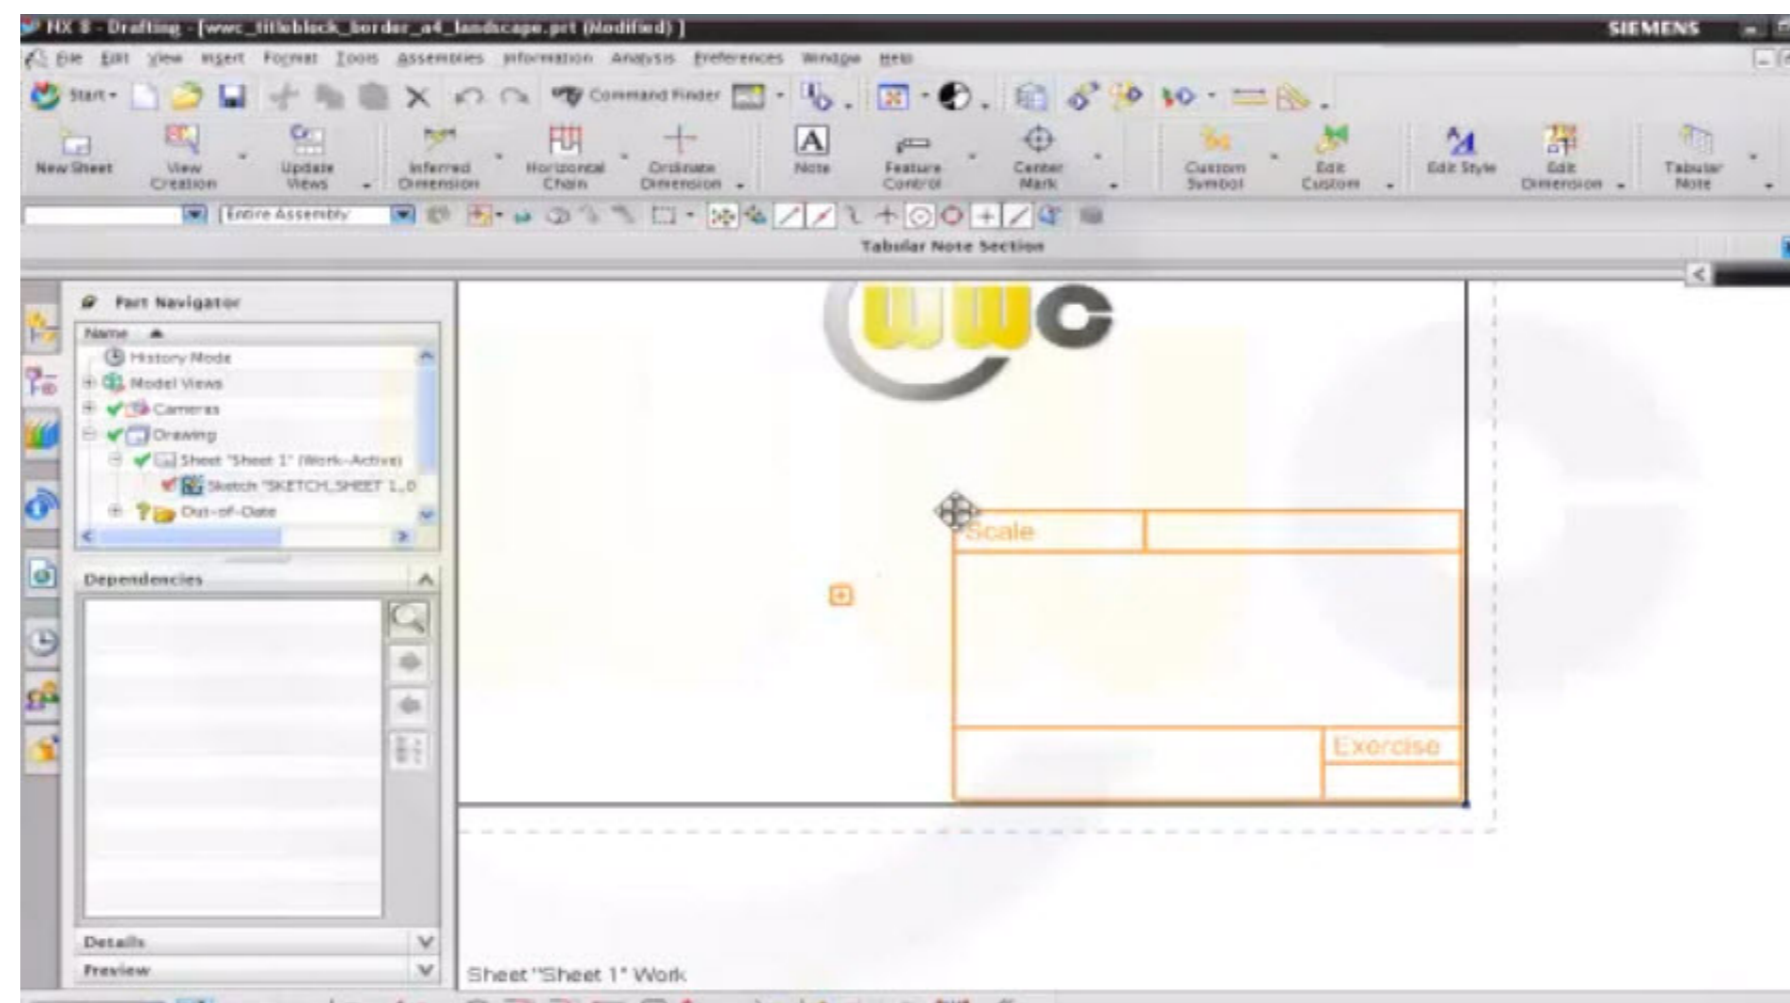 NX 8 - Drafting - [wwc_titleblock_border_a4_landscape.prt (Modified) ]
SIEMENS
File Edit View Insert Format Tools Assemblies Information Analysis Preferences Window Help
Start
Command Finder
New Sheet
View Creation
Update Views
Inferred Dimension
Horizontal Chain
Ordinate Dimension
A
Note
Feature Control
Center Mark
Custom Symbol
Edit Custom
Edit Style
Edit Dimension
Tabular Note
Entire Assembly
Tabular Note Section
Part Navigator
Name
History Mode
Model Views
Cameras
Drawing
Sheet "Sheet 1" (Work-Active)
Sketch "SKETCH_SHEET 1_0
Out-of-Date
Dependencies
Details
Preview
wwc
Scale
Exercise
Sheet "Sheet 1" Work